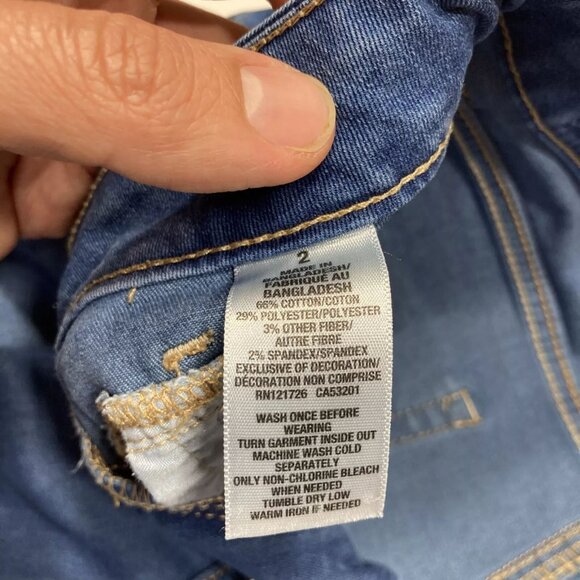 2
MADE IN
BANGLADESH/
FABRIQUÉ AU
BANGLADESH
66% COTTON/COTON
29% POLYESTER/POLYESTER
3% OTHER FIBER/
AUTRE FIBRE
2% SPANDEX/SPANDEX
EXCLUSIVE OF DECORATION/
DÉCORATION NON COMPRISE
RN121726 CA53201
WASH ONCE BEFORE
WEARING
TURN GARMENT INSIDE OUT
MACHINE WASH COLD
SEPARATELY
ONLY NON-CHLORINE BLEACH
WHEN NEEDED
TUMBLE DRY LOW
WARM IRON IF NEEDED